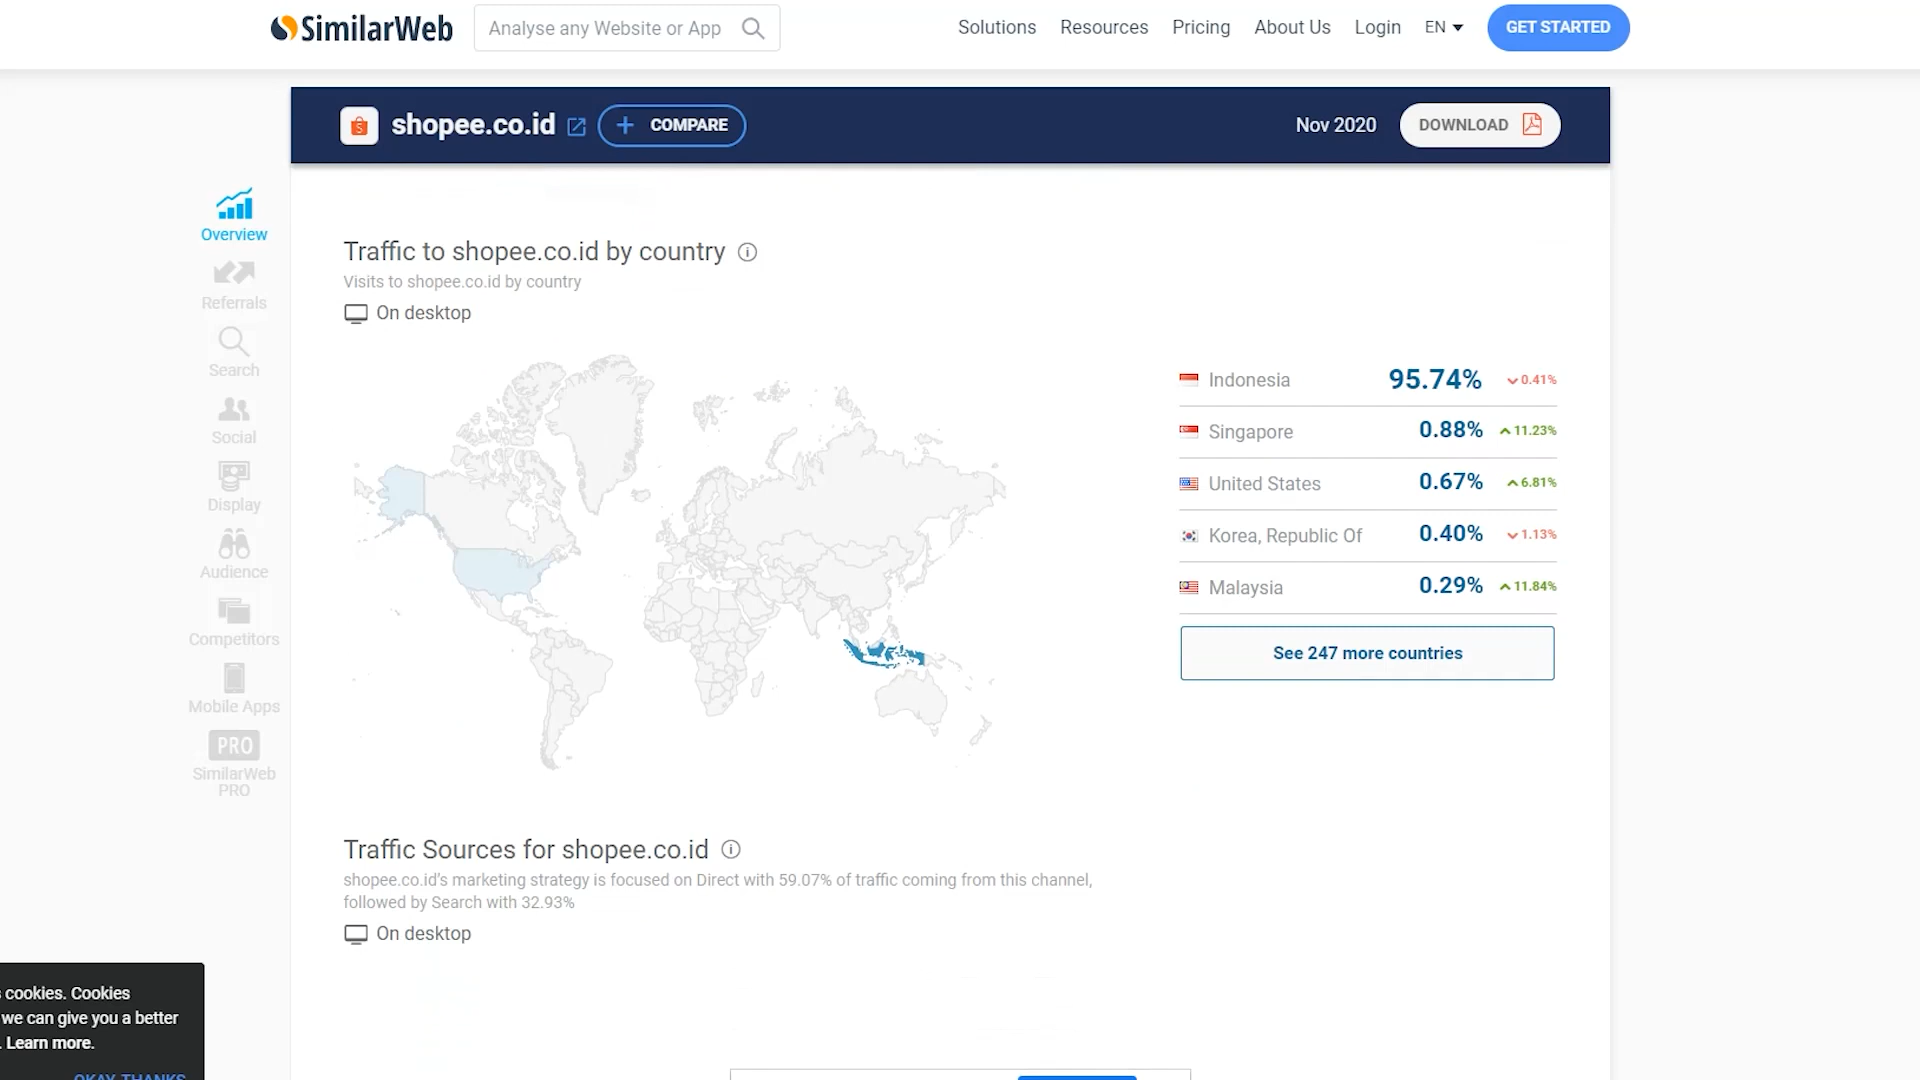 SimilarWeb
Analyse any Website or App
Solutions
Resources
Pricing
About Us
Login
EN
GET STARTED
shopee.co.id
+ COMPARE
Nov 2020
DOWNLOAD
Overview
Referrals
Search
Social
Display
Audience
Competitors
Mobile Apps
PRO
SimilarWeb
PRO
Traffic to shopee.co.id by country
Visits to shopee.co.id by country
On desktop
Indonesia 95.74% 0.41%
Singapore 0.88% 11.23%
United States 0.67% 6.81%
Korea, Republic Of 0.40% 1.13%
Malaysia 0.29% 11.84%
See 247 more countries
Traffic Sources for shopee.co.id
shopee.co.id's marketing strategy is focused on Direct with 59.07% of traffic coming from this channel,
followed by Search with 32.93%
On desktop
cookies. Cookies
we can give you a better
. Learn more.
OKAY, THANKS